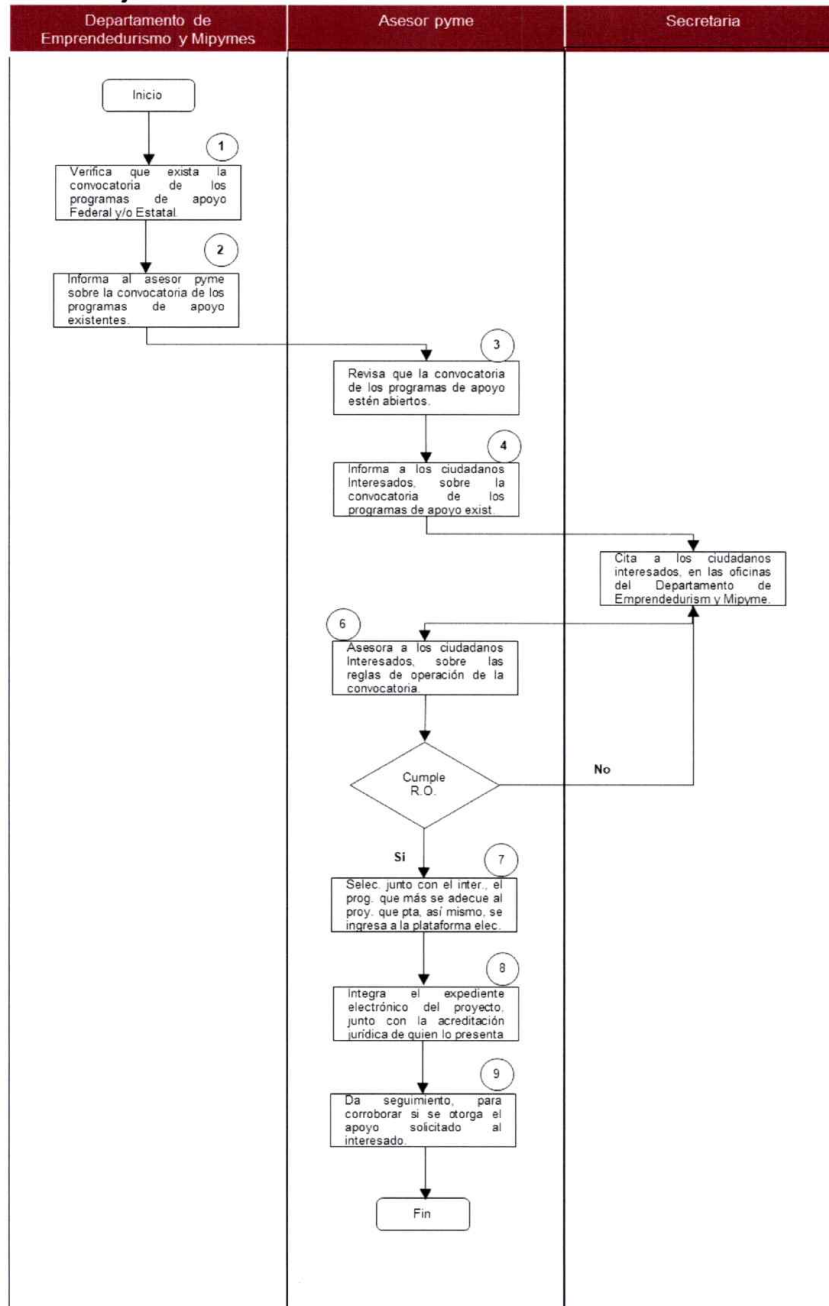 Departamento de
Emprendedurismo y Mipymes
Asesor pyme
Secretaria
Inicio
1
Verifica que exista la
convocatoria de los
programas de apoyo
Federal y/o Estatal.
2
Informa al asesor pyme
sobre la convocatoria de los
programas de apoyo
existentes.
3
Revisa que la convocatoria
de los programas de apoyo
estén abiertos.
4
Informa a los ciudadanos
Interesados, sobre la
convocatoria de los
programas de apoyo exist.
Cita a los ciudadanos
interesados, en las oficinas
del Departamento de
Emprendedurism y Mipyme.
6
Asesora a los ciudadanos
Interesados, sobre las
reglas de operación de la
convocatoria.
Cumple
R.O.
No
Si
7
Selec. junto con el inter., el
prog. que más se adecue al
proy. que pta, así mismo, se
ingresa a la plataforma elec.
8
Integra el expediente
electrónico del proyecto,
junto con la acreditación
jurídica de quien lo presenta
9
Da seguimiento, para
corroborar si se otorga el
apoyo solicitado al
interesado.
Fin